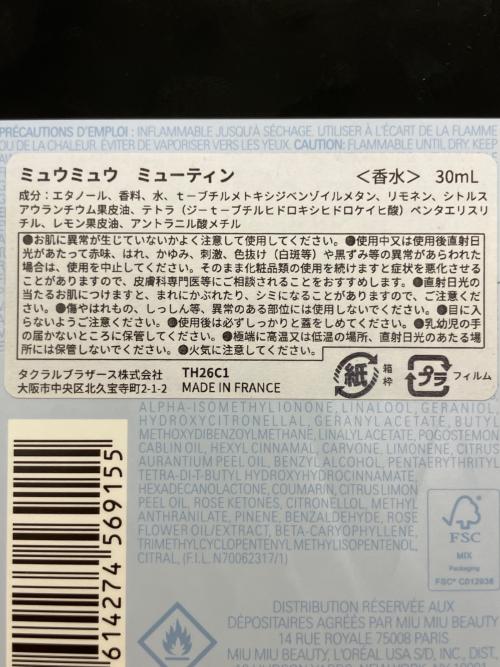 PRÉCAUTIONS D'EMPLOI : INFLAMMABLE JUSQU'À SÉCHAGE. UTILISER À L'ÉCART DE LA FLAMME
OU DE LA CHALEUR. ÉVITER DE VAPORISER VERS LES YEUX. CAUTION: FLAMMABLE UNTIL DRY. KEEP
ミュウミュウ ミューティン <香水> 30mL
成分：エタノール、香料、水、t－ブチルメトキシジベンゾイルメタン、リモネン、シトルス
アウランチウム果皮油、テトラ（ジーt－ブチルヒドロキシヒドロケイヒ酸）ペンタエリスリ
チル、レモン果皮油、アントラニル酸メチル
●お肌に異常が生じていないかよく注意して使用してください。●使用中又は使用後直射日
光があたって赤味、はれ、かゆみ、刺激、色抜け（白斑等）や黒ずみ等の異常があらわれた
場合は、使用を中止してください。そのまま化粧品類の使用を続けますと症状を悪化させる
ことがありますので、皮膚科専門医等にご相談されることをおすすめします。●直射日光の
当たるお肌につけますと、まれにかぶれたり、シミになることがありますので、ご注意くだ
さい。●傷やはれもの、しっしん等、異常のある部位には使用しないでください。●目に入
らないようご注意ください。●使用後は必ずしっかりと蓋をしめてください。●乳幼児の手
の届かないところに保管してください。●極端に高温又は低温の場所、直射日光のあたる場
所には保管しないでください。●火気に注意してください。
タカラルブラザース株式会社 TH26C1
大阪市中央区北久宝寺町2-1-2 MADE IN FRANCE
紙 箱 枠 プラ フィルム
ALPHA-ISOMETHYLIONONE, LINALOOL, GERANIOL,
HYDROXYCITRONELLAL, GERANYL ACETATE, BUTYL
METHOXYDIBENZOYLMETHANE, LINALYL ACETATE, POGOSTEMON
CABLIN OIL, HEXYL CINNAMAL, CARVONE, LIMONENE, CITRUS
AURANTIUM PEEL OIL, BENZYL ALCOHOL, PENTAERYTHRITYL
TETRA-DI-T-BUTYL HYDROXYHYDROCINNAMATE,
HEXADECANOLACTONE, COUMARIN, CITRUS LIMON
PEEL OIL, ROSE KETONES, CITRONELLOL, METHYL
ANTHRANILATE, PINENE, BENZALDEHYDE, ROSE
FLOWER OIL/EXTRACT, BETA-CARYOPHYLLENE,
TRIMETHYLCYCLOPENTENYL METHYLISOPENTENOL,
CITRAL, (F.I.L. N70062317/1)
614274 569155
FSC
MIX
Packaging
FSC® C012938
DISTRIBUTION RÉSERVÉE AUX
DÉPOSITAIRES AGRÉÉS PAR MIU MIU BEAUTY
14 RUE ROYALE 75008 PARIS
MIU MIU BEAUTY, L'ORÉAL USA S/D, INC., DIST.